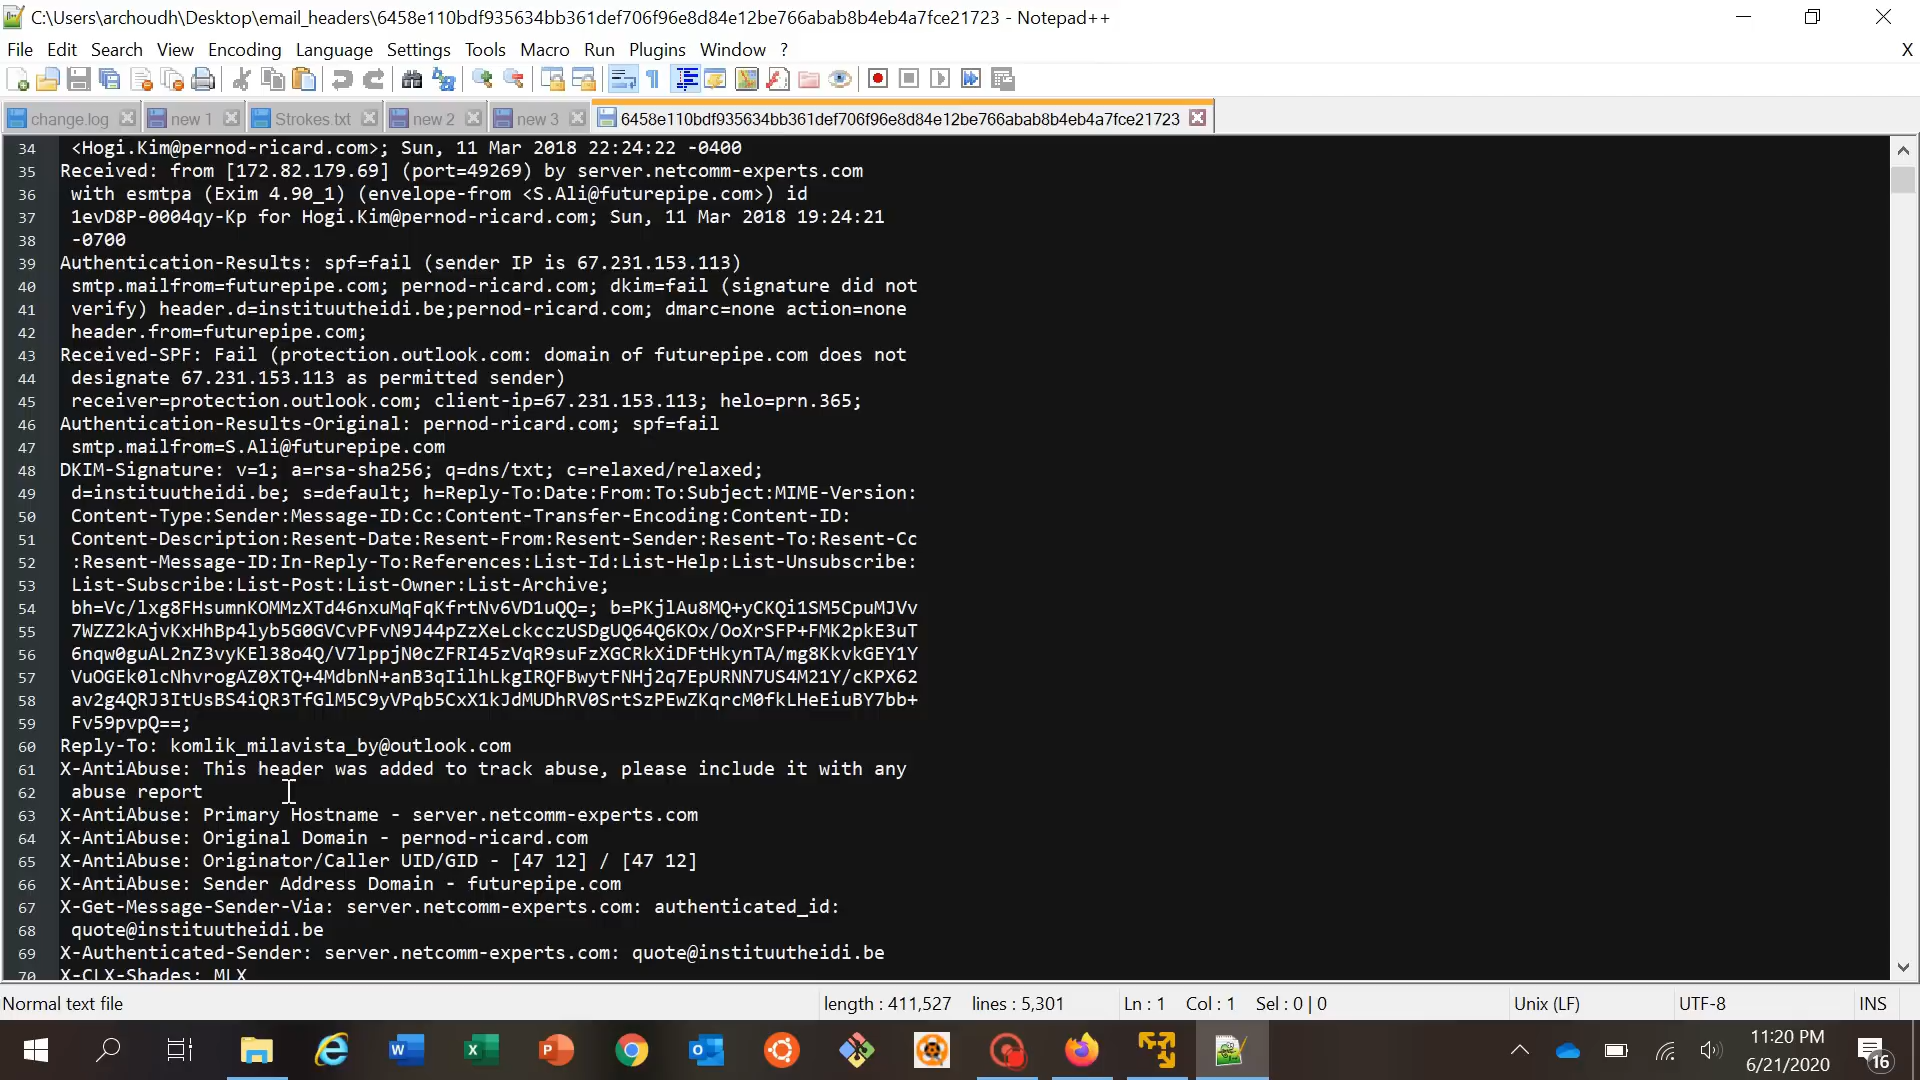 C:\Users\archoudh\Desktop\email_headers\6458e110bdf935634bb361def706f96e8d84e12be766abab8b4eb4a7fce21723 - Notepad++
File Edit Search View Encoding Language Settings Tools Macro Run Plugins Window ? X
change.log new 1 Strokes.txt new 2 new 3 6458e110bdf935634bb361def706f96e8d84e12be766abab8b4eb4a7fce21723
34 <Hogi.Kim@pernod-ricard.com>; Sun, 11 Mar 2018 22:24:22 -0400
35 Received: from [172.82.179.69] (port=49269) by server.netcomm-experts.com
36 with esmtpa (Exim 4.90_1) (envelope-from <S.Ali@futurepipe.com>) id
37 1evD8P-0004qy-Kp for Hogi.Kim@pernod-ricard.com; Sun, 11 Mar 2018 19:24:21
38 -0700
39 Authentication-Results: spf=fail (sender IP is 67.231.153.113)
40 smtp.mailfrom=futurepipe.com; pernod-ricard.com; dkim=fail (signature did not
41 verify) header.d=instituutheidi.be;pernod-ricard.com; dmarc=none action=none
42 header.from=futurepipe.com;
43 Received-SPF: Fail (protection.outlook.com: domain of futurepipe.com does not
44 designate 67.231.153.113 as permitted sender)
45 receiver=protection.outlook.com; client-ip=67.231.153.113; helo=prn.365;
46 Authentication-Results-Original: pernod-ricard.com; spf=fail
47 smtp.mailfrom=S.Ali@futurepipe.com
48 DKIM-Signature: v=1; a=rsa-sha256; q=dns/txt; c=relaxed/relaxed;
49 d=instituutheidi.be; s=default; h=Reply-To:Date:From:To:Subject:MIME-Version:
50 Content-Type:Sender:Message-ID:Cc:Content-Transfer-Encoding:Content-ID:
51 Content-Description:Resent-Date:Resent-From:Resent-Sender:Resent-To:Resent-Cc
52 :Resent-Message-ID:In-Reply-To:References:List-Id:List-Help:List-Unsubscribe:
53 List-Subscribe:List-Post:List-Owner:List-Archive;
54 bh=Vc/lxg8FHsumnKOMMzXTd46nxuMqFqKfrtNv6VD1uQQ=; b=PKjlAu8MQ+yCKQi1SM5CpuMJVv
55 7WZZ2kAjvKxHhBp4lyb5G0GVCvPFvN9J44pZzXeLckcczUSDgUQ64Q6KOx/OoXrSFP+FMK2pkE3uT
56 6nqw0guAL2nZ3vyKEl38o4Q/V7lppjN0cZFRI45zVqR9suFzXGCRkXiDFtHkynTA/mg8KkvkGEY1Y
57 VuOGEk0lcNhvrogAZ0XTQ+4MdbnN+anB3qIilhLkgIRQFBwytFNHj2q7EpURNN7US4M21Y/cKPX62
58 av2g4QRJ3ItUsBS4iQR3TfGlM5C9yVPqb5CxX1kJdMUDhRV0SrtSzPEwZKqrcM0fkLHeEiuBY7bb+
59 Fv59pvpQ==;
60 Reply-To: komlik_milavista_by@outlook.com
61 X-AntiAbuse: This header was added to track abuse, please include it with any
62 abuse report
63 X-AntiAbuse: Primary Hostname - server.netcomm-experts.com
64 X-AntiAbuse: Original Domain - pernod-ricard.com
65 X-AntiAbuse: Originator/Caller UID/GID - [47 12] / [47 12]
66 X-AntiAbuse: Sender Address Domain - futurepipe.com
67 X-Get-Message-Sender-Via: server.netcomm-experts.com: authenticated_id:
68 quote@instituutheidi.be
69 X-Authenticated-Sender: server.netcomm-experts.com: quote@instituutheidi.be
70 X-CLX-Shades: MLX
Normal text file length : 411,527 lines : 5,301 Ln : 1 Col : 1 Sel : 0 | 0 Unix (LF) UTF-8 INS
11:20 PM
6/21/2020
16